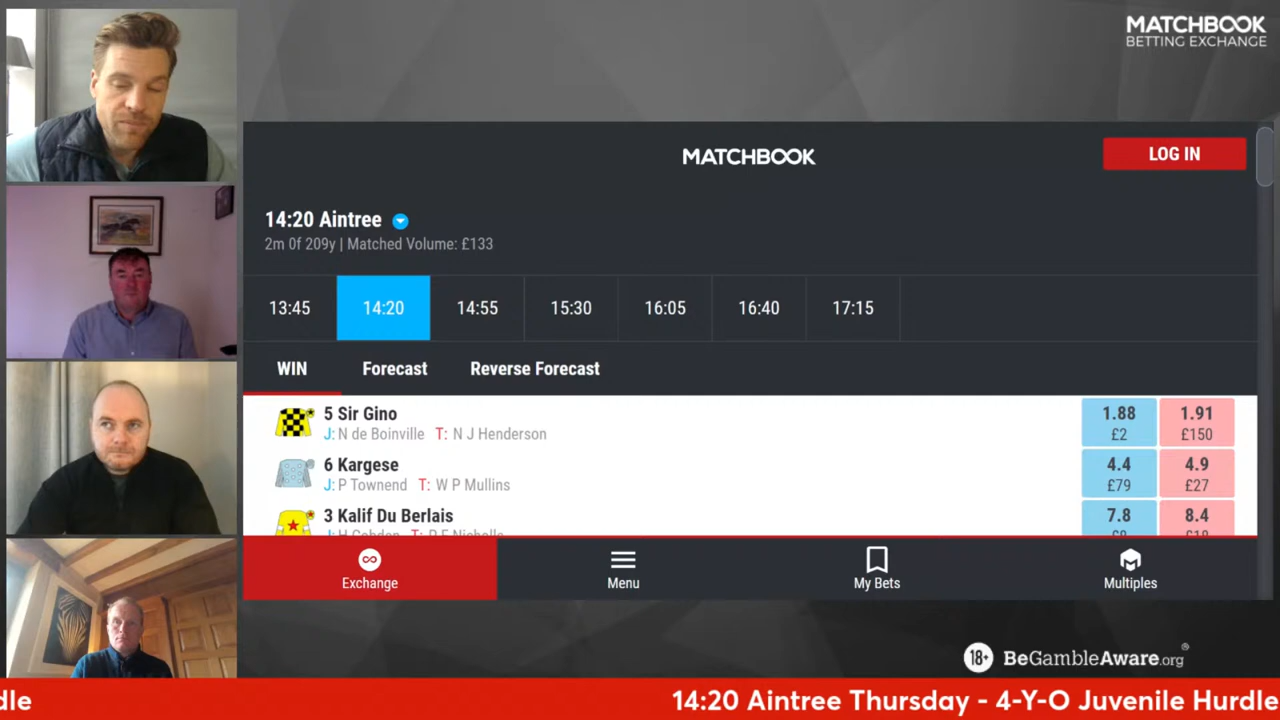 MATCHBOOK
BETTING EXCHANGE
MATCHBOOK
LOG IN
14:20 Aintree
2m 0f 209y | Matched Volume: £133
13:45 14:20 14:55 15:30 16:05 16:40 17:15
WIN Forecast Reverse Forecast
5 Sir Gino 1.88 1.91
J: N de Boinville T: N J Henderson £2 £150
6 Kargese 4.4 4.9
J: P Townend T: W P Mullins £79 £27
3 Kalif Du Berlais 7.8 8.4
Exchange Menu My Bets Multiples
18+ BeGambleAware.org®
dle 14:20 Aintree Thursday - 4-Y-O Juvenile Hurdle